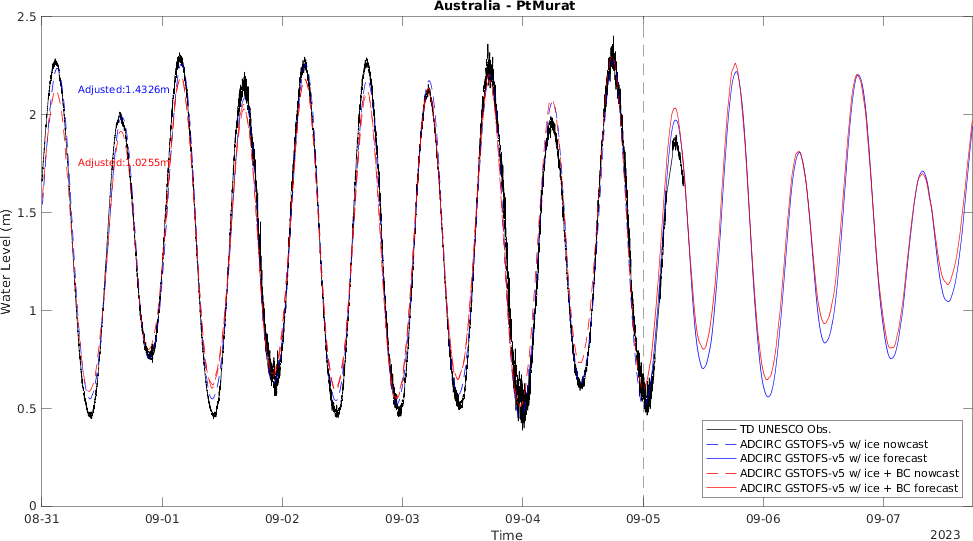 Australia - PtMurat
2.5
2
1.5
1
0.5
0
Water Level (m)
Adjusted:1.4326m
Adjusted:1.0255m
TD UNESCO Obs.
ADCIRC GSTOFS-v5 w/ ice nowcast
ADCIRC GSTOFS-v5 w/ ice forecast
ADCIRC GSTOFS-v5 w/ ice + BC nowcast
ADCIRC GSTOFS-v5 w/ ice + BC forecast
08-31 09-01 09-02 09-03 09-04 09-05 09-06 09-07
Time
2023